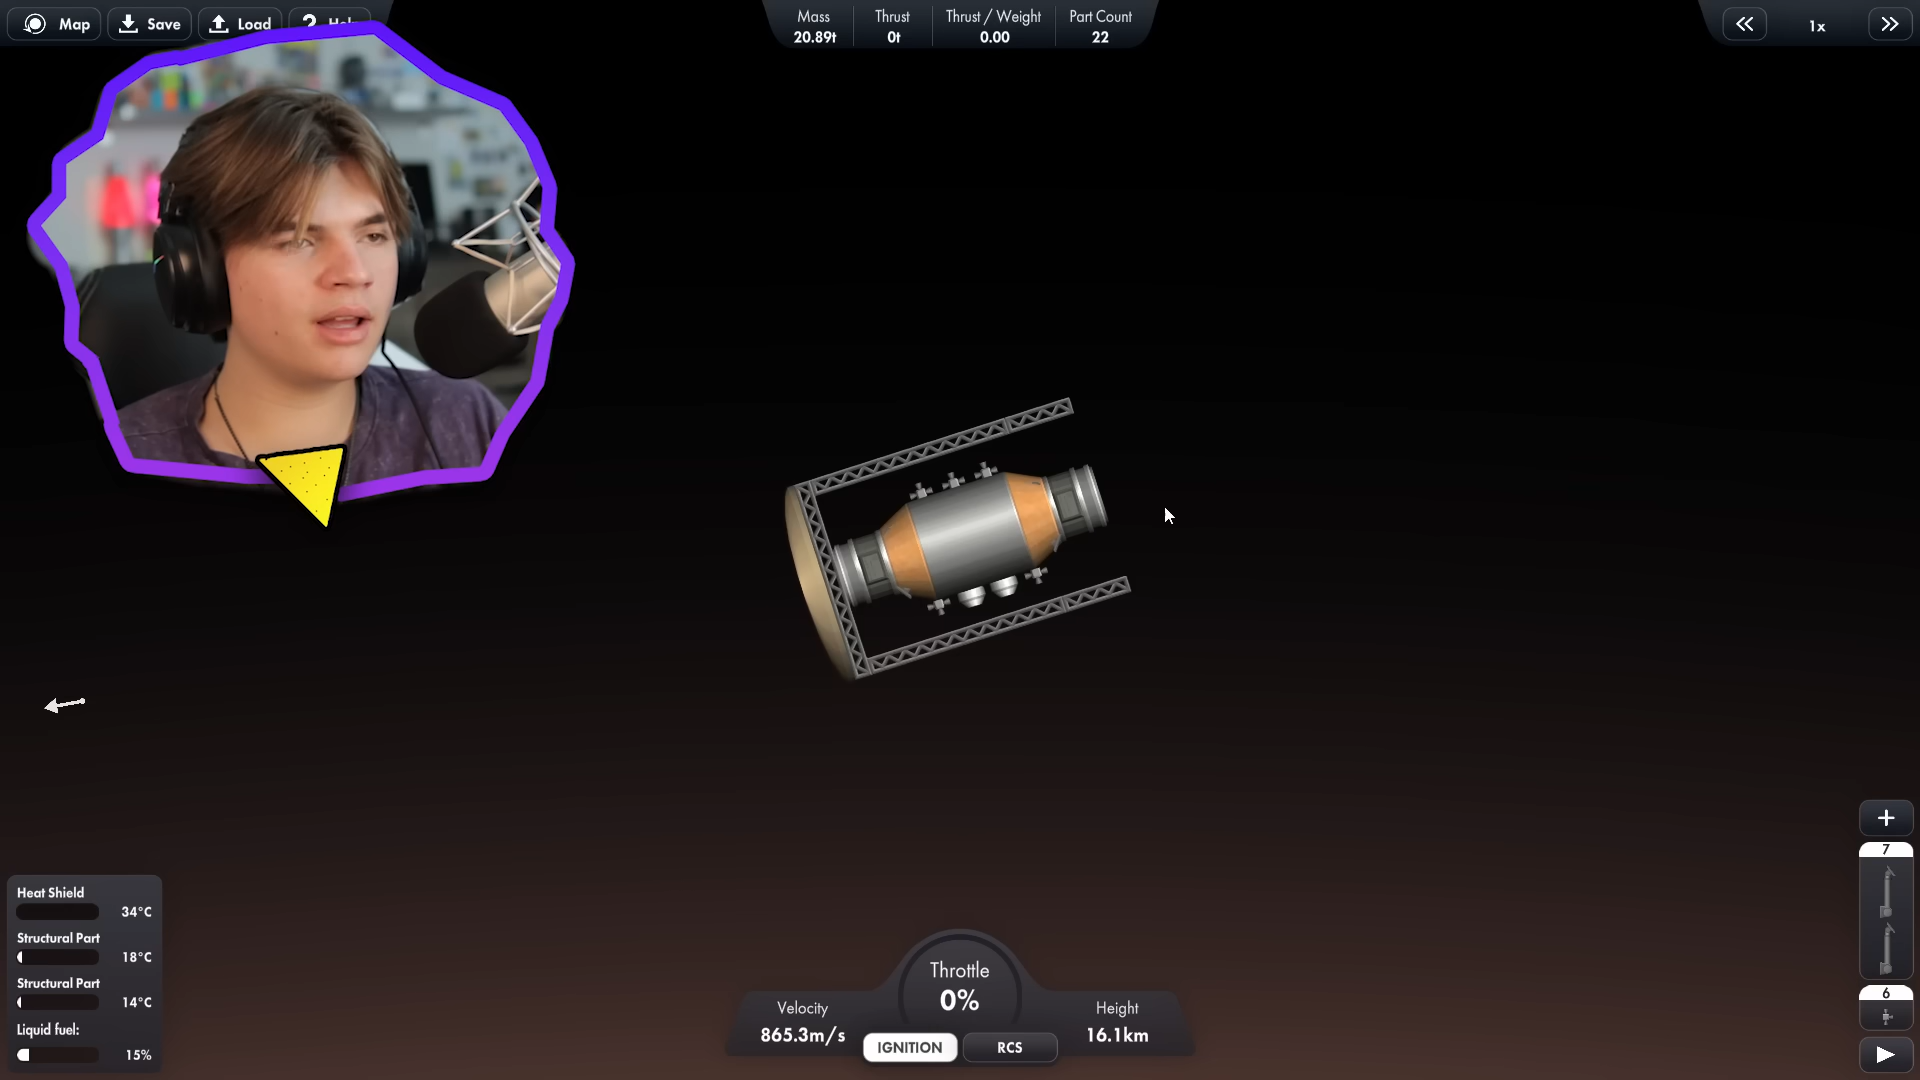 Map
Save
Load
Help
Mass
20.89t
Thrust
0t
Thrust / Weight
0.00
Part Count
22
1x
Heat Shield
34°C
Structural Part
18°C
Structural Part
14°C
Liquid fuel:
15%
Throttle
0%
Velocity
865.3m/s
Height
16.1km
IGNITION
RCS
7
6